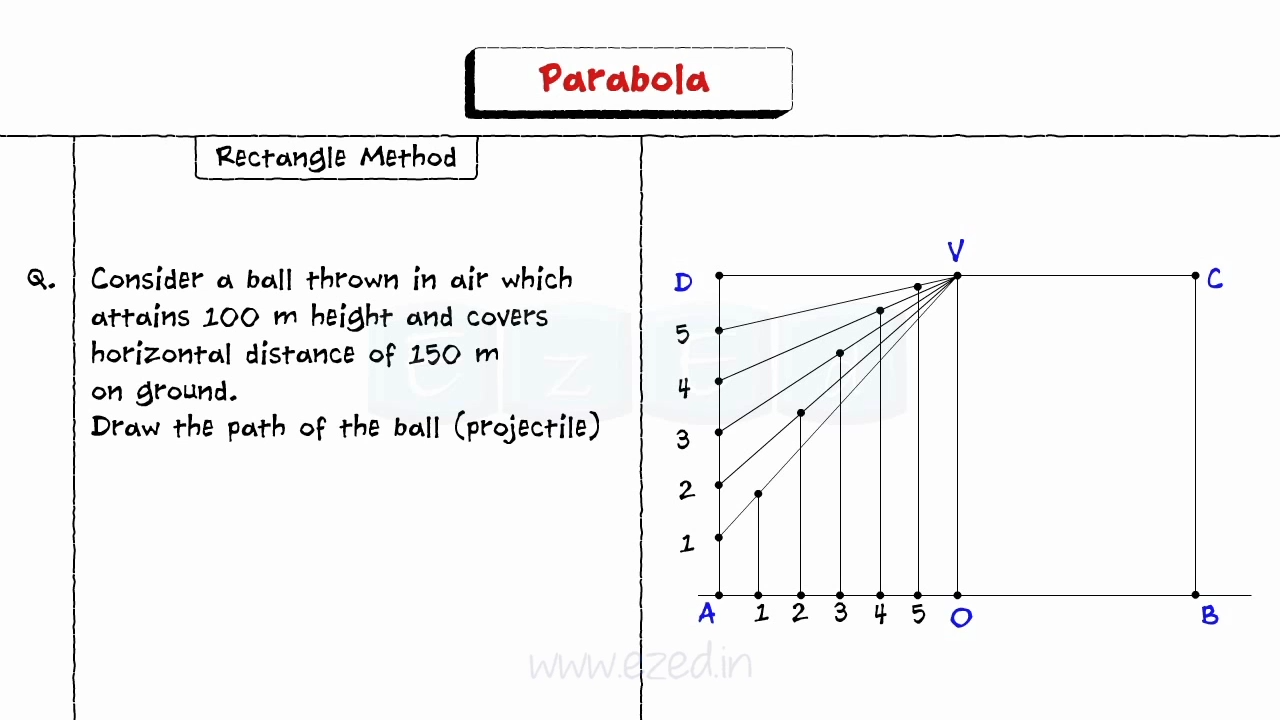 Parabola
Rectangle Method
Q. Consider a ball thrown in air which
attains 100 m height and covers
horizontal distance of 150 m
on ground.
Draw the path of the ball (projectile)
V
D
C
5
4
3
2
1
A 1 2 3 4 5 O B
EzEd
www.ezed.in